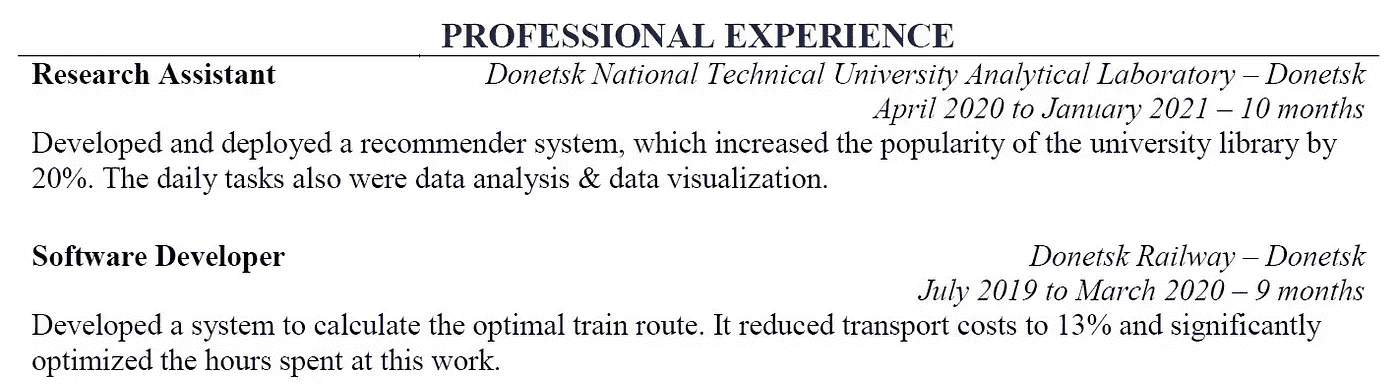 PROFESSIONAL EXPERIENCE
Research Assistant Donetsk National Technical University Analytical Laboratory – Donetsk
April 2020 to January 2021 – 10 months
Developed and deployed a recommender system, which increased the popularity of the university library by
20%. The daily tasks also were data analysis & data visualization.
Software Developer Donetsk Railway – Donetsk
July 2019 to March 2020 – 9 months
Developed a system to calculate the optimal train route. It reduced transport costs to 13% and significantly
optimized the hours spent at this work.